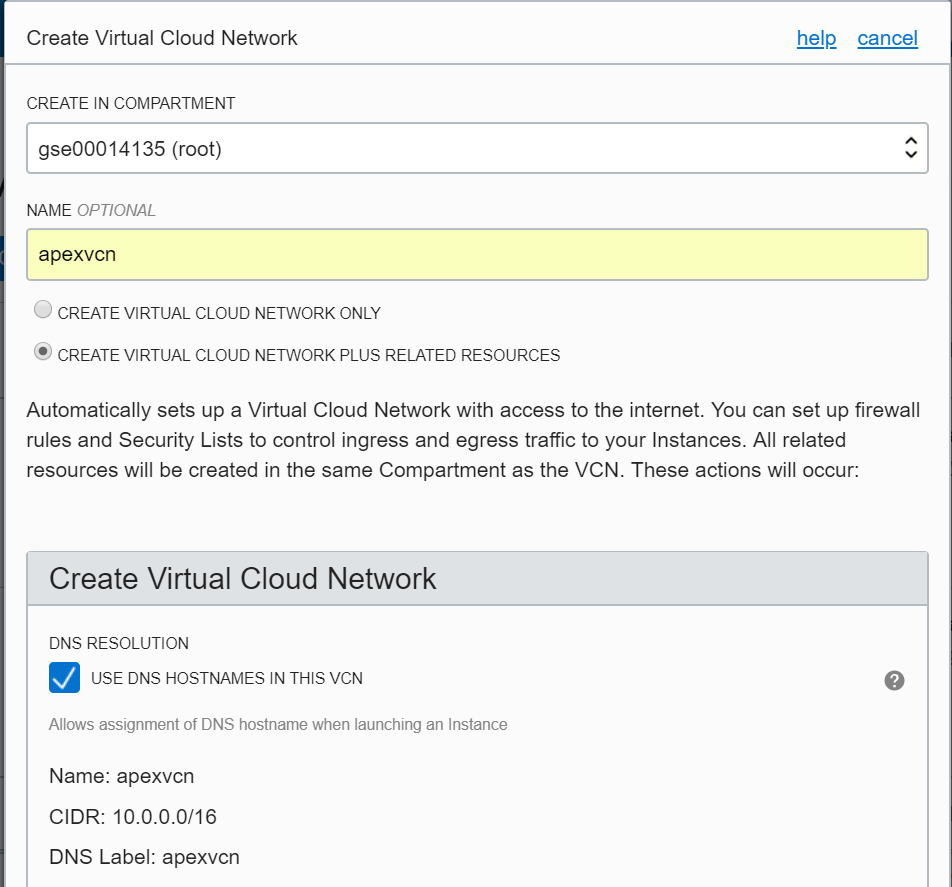 Create Virtual Cloud Network
help cancel
CREATE IN COMPARTMENT
gse00014135 (root)
NAME OPTIONAL
apexvcn
CREATE VIRTUAL CLOUD NETWORK ONLY
CREATE VIRTUAL CLOUD NETWORK PLUS RELATED RESOURCES
Automatically sets up a Virtual Cloud Network with access to the internet. You can set up firewall
rules and Security Lists to control ingress and egress traffic to your Instances. All related
resources will be created in the same Compartment as the VCN. These actions will occur:
Create Virtual Cloud Network
DNS RESOLUTION
USE DNS HOSTNAMES IN THIS VCN
?
Allows assignment of DNS hostname when launching an Instance
Name: apexvcn
CIDR: 10.0.0.0/16
DNS Label: apexvcn